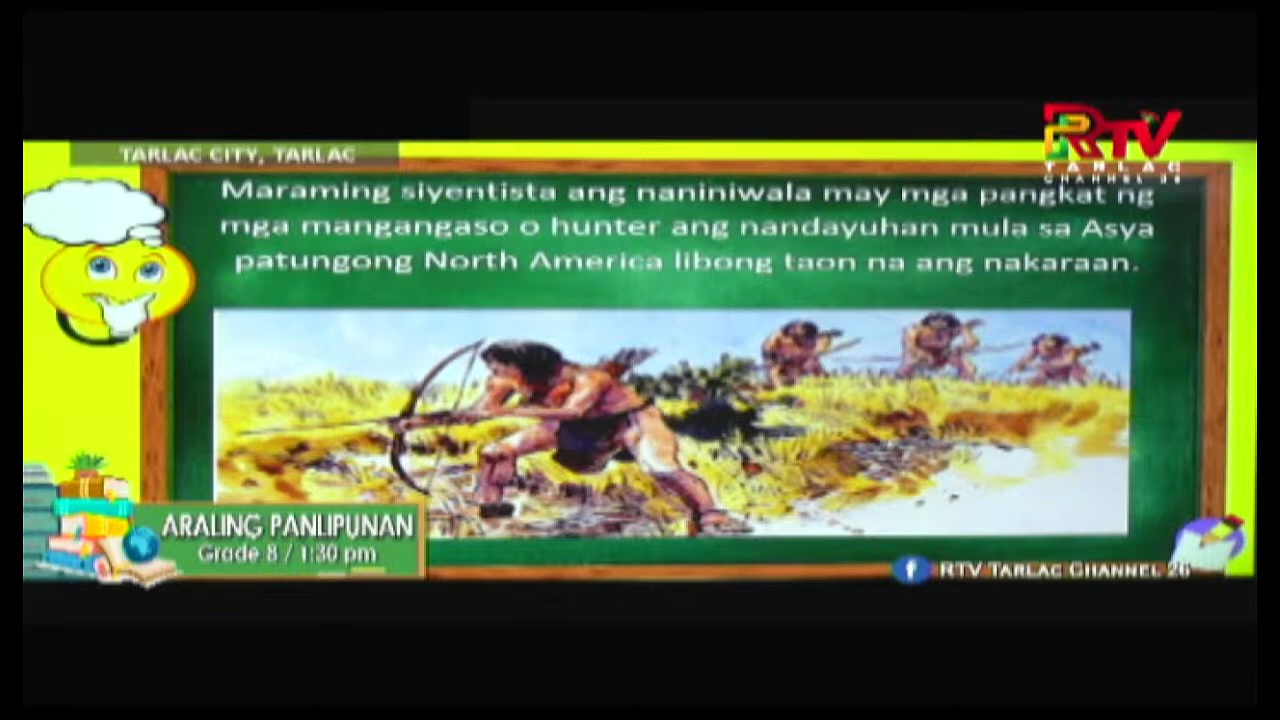 RTV
TARLAC
CHANNEL 26
TARLAC CITY, TARLAC
Maraming siyentista ang naniniwala may mga pangkat ng
mga mangangaso o hunter ang nandayuhan mula sa Asya
patungong North America libong taon na ang nakaraan.
ARALING PANLIPUNAN
Grade 8 / 1:30 pm
f RTV TARLAC CHANNEL 26